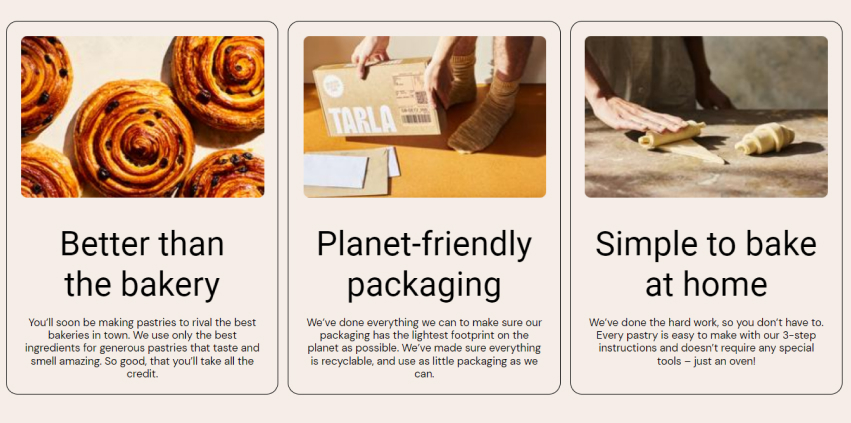 TARLA
Better than
the bakery
You'll soon be making pastries to rival the best
bakeries in town. We use only the best
ingredients for generous pastries that taste and
smell amazing. So good, that you'll take all the
credit.
Planet-friendly
packaging
We've done everything we can to make sure our
packaging has the lightest footprint on the
planet as possible. We've made sure everything
is recyclable, and use as little packaging as we
can.
Simple to bake
at home
We've done the hard work, so you don't have to.
Every pastry is easy to make with our 3-step
instructions and doesn't require any special
tools – just an oven!